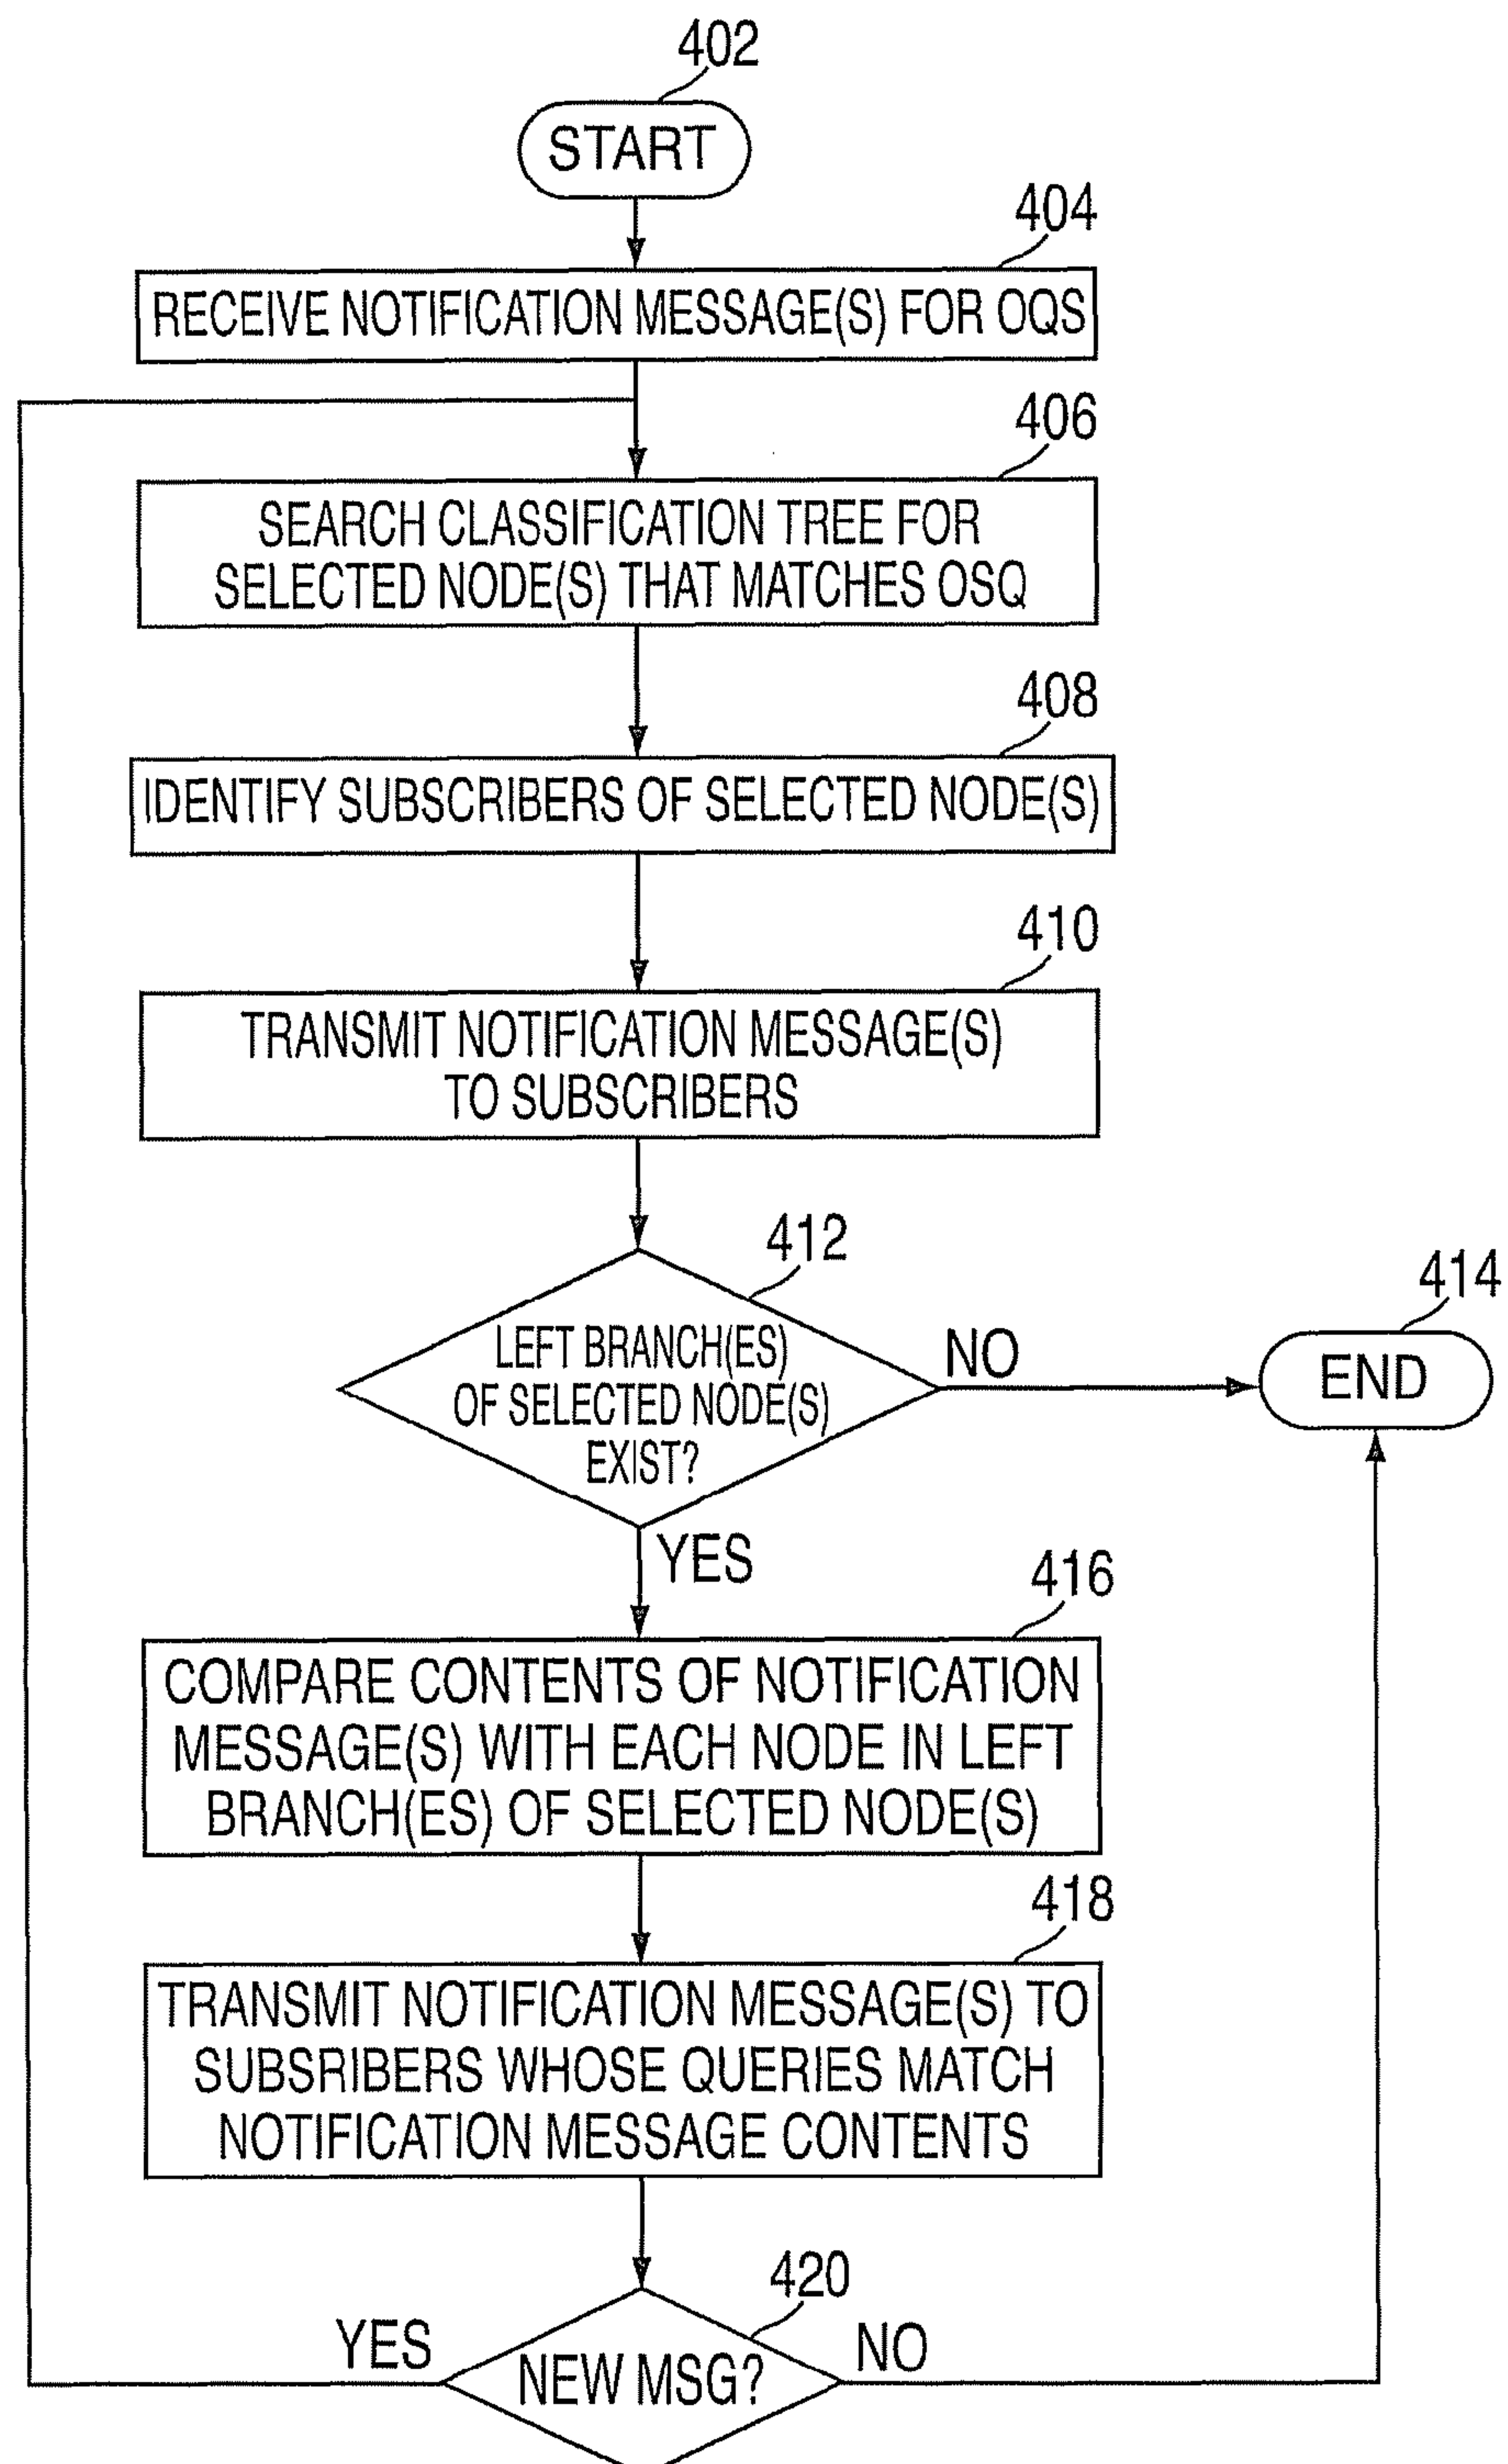 402
START
404
RECEIVE NOTIFICATION MESSAGE(S) FOR OQS
406
SEARCH CLASSIFICATION TREE FOR
SELECTED NODE(S) THAT MATCHES OSQ
408
IDENTIFY SUBSCRIBERS OF SELECTED NODE(S)
410
TRANSMIT NOTIFICATION MESSAGE(S)
TO SUBSCRIBERS
412
LEFT BRANCH(ES)
OF SELECTED NODE(S)
EXIST?
NO
414
END
YES
416
COMPARE CONTENTS OF NOTIFICATION
MESSAGE(S) WITH EACH NODE IN LEFT
BRANCH(ES) OF SELECTED NODE(S)
418
TRANSMIT NOTIFICATION MESSAGE(S) TO
SUBSRIBERS WHOSE QUERIES MATCH
NOTIFICATION MESSAGE CONTENTS
420
YES
NEW MSG?
NO